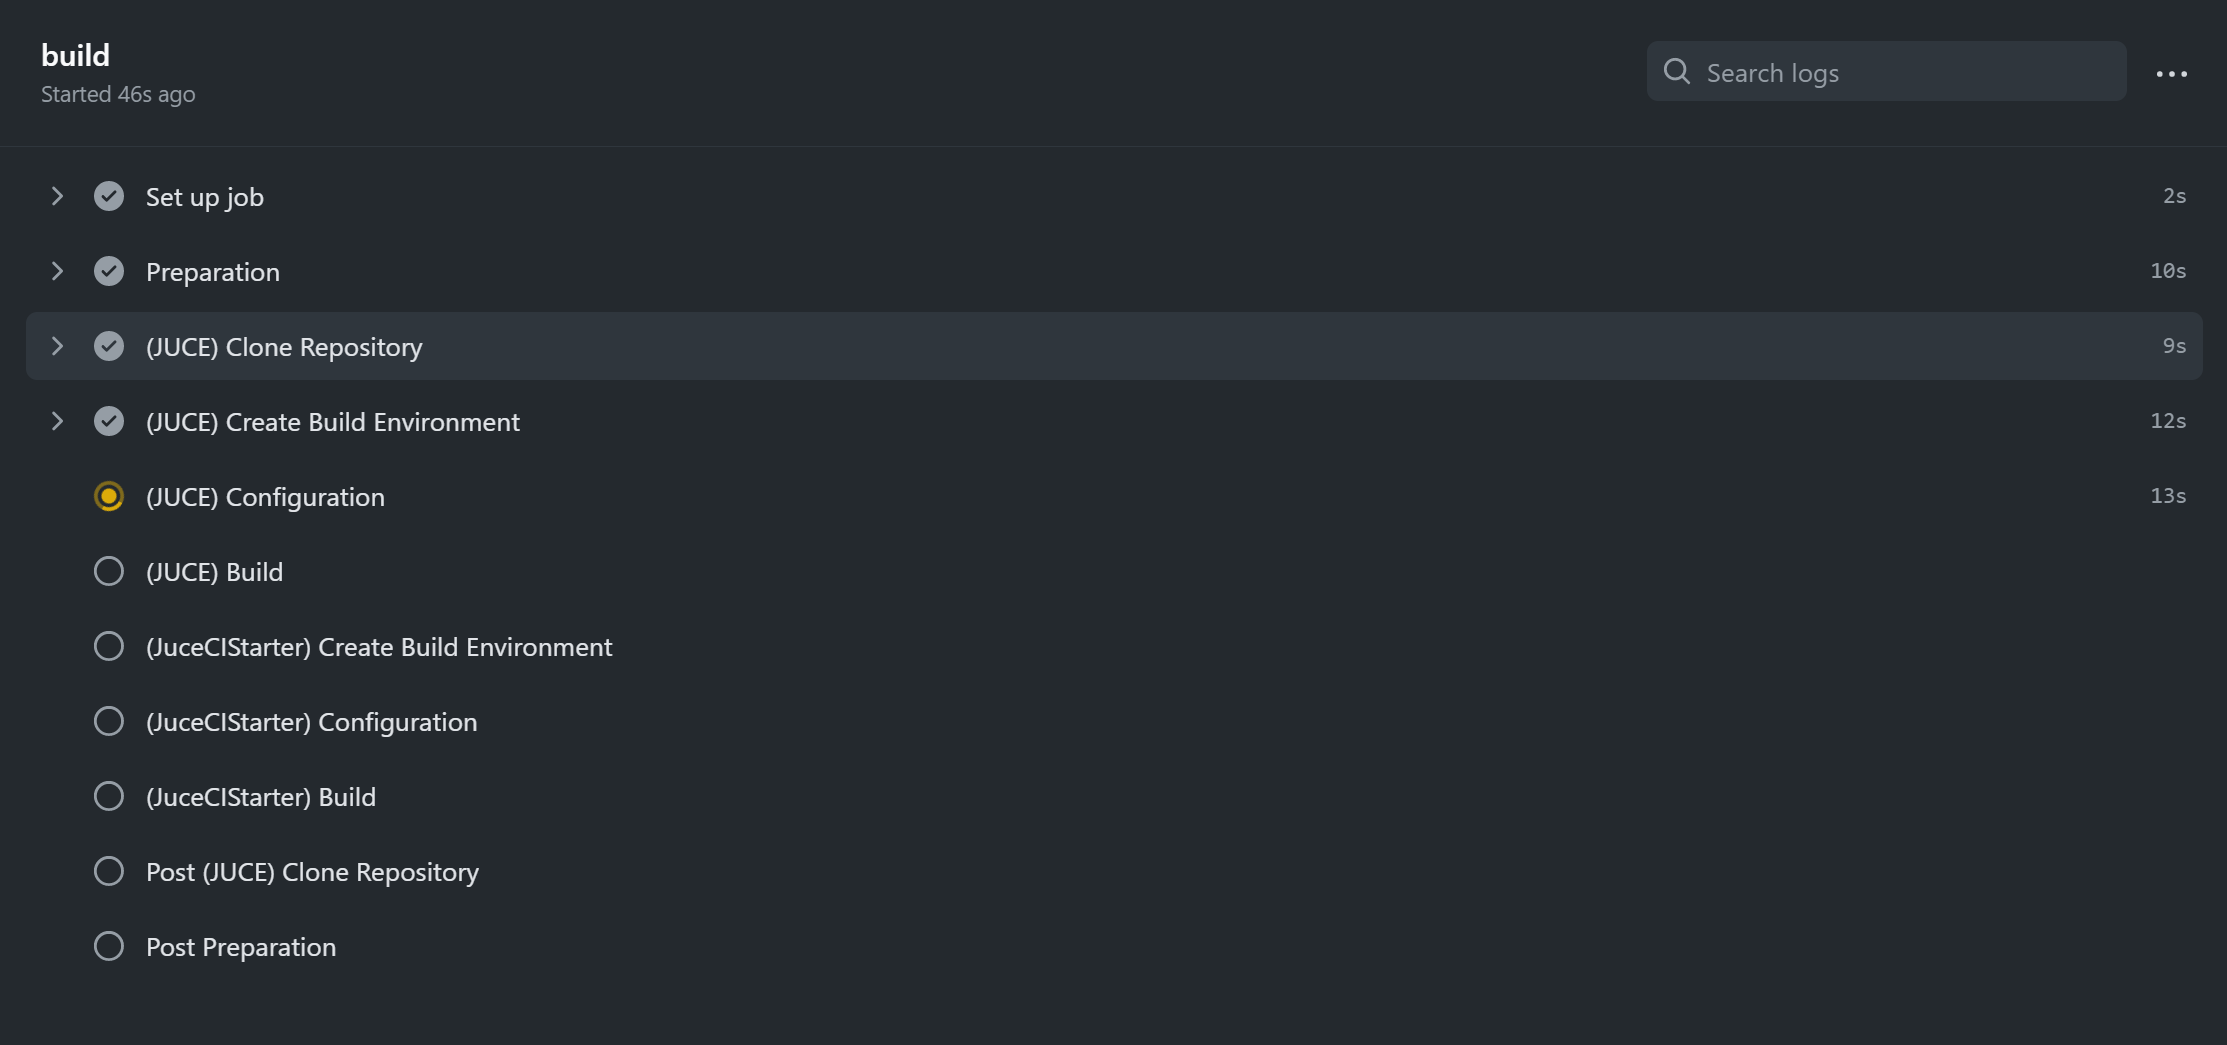 build
Started 46s ago
Search logs
Set up job 2s
Preparation 10s
(JUCE) Clone Repository 9s
(JUCE) Create Build Environment 12s
(JUCE) Configuration 13s
(JUCE) Build
(JuceCIStarter) Create Build Environment
(JuceCIStarter) Configuration
(JuceCIStarter) Build
Post (JUCE) Clone Repository
Post Preparation